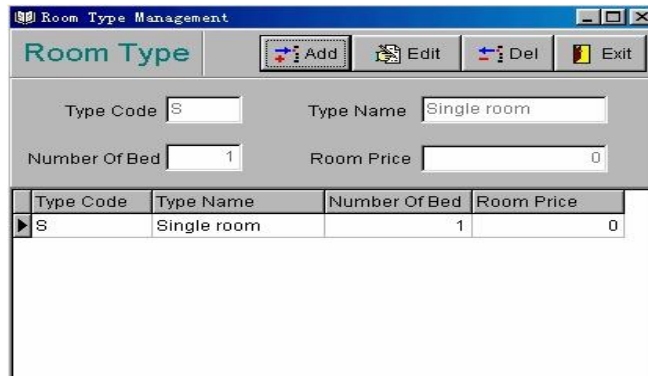 Room Type Management
Room Type Add Edit Del Exit
Type Code S Type Name Single room
Number Of Bed 1 Room Price 0
Type Code Type Name Number Of Bed Room Price
S Single room 1 0